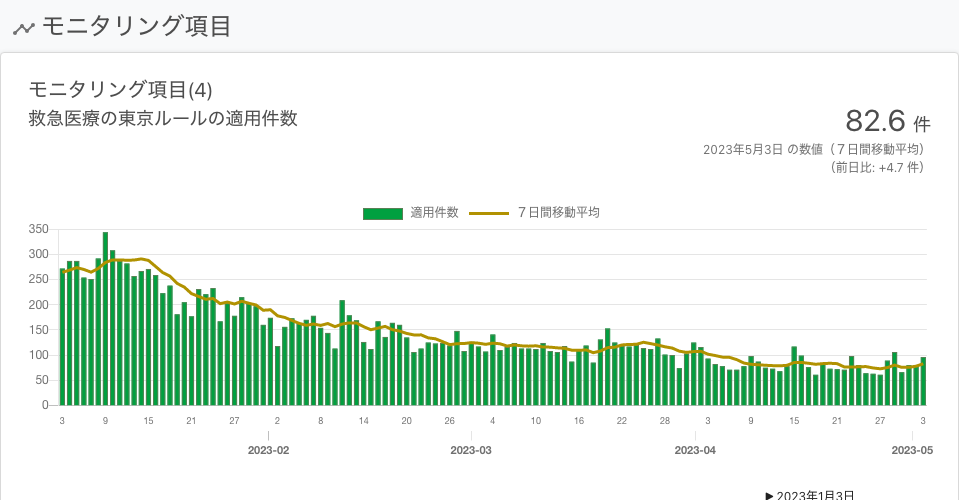 モニタリング項目
モニタリング項目(4)
救急医療の東京ルールの適用件数
82.6 件
2023年5月3日 の数値（７日間移動平均）
（前日比: +4.7 件）
適用件数 ７日間移動平均
350
300
250
200
150
100
50
0
3 9 15 21 27 2 8 14 20 26 4 10 16 22 28 3 9 15 21 27 3
2023-02 2023-03 2023-04 2023-05
▶ 2023年1月3日